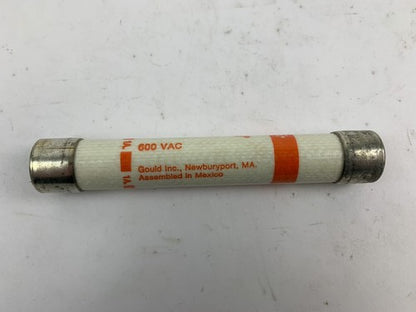 600 VAC
Gould Inc., Newburyport, MA.
Assembled in Mexico